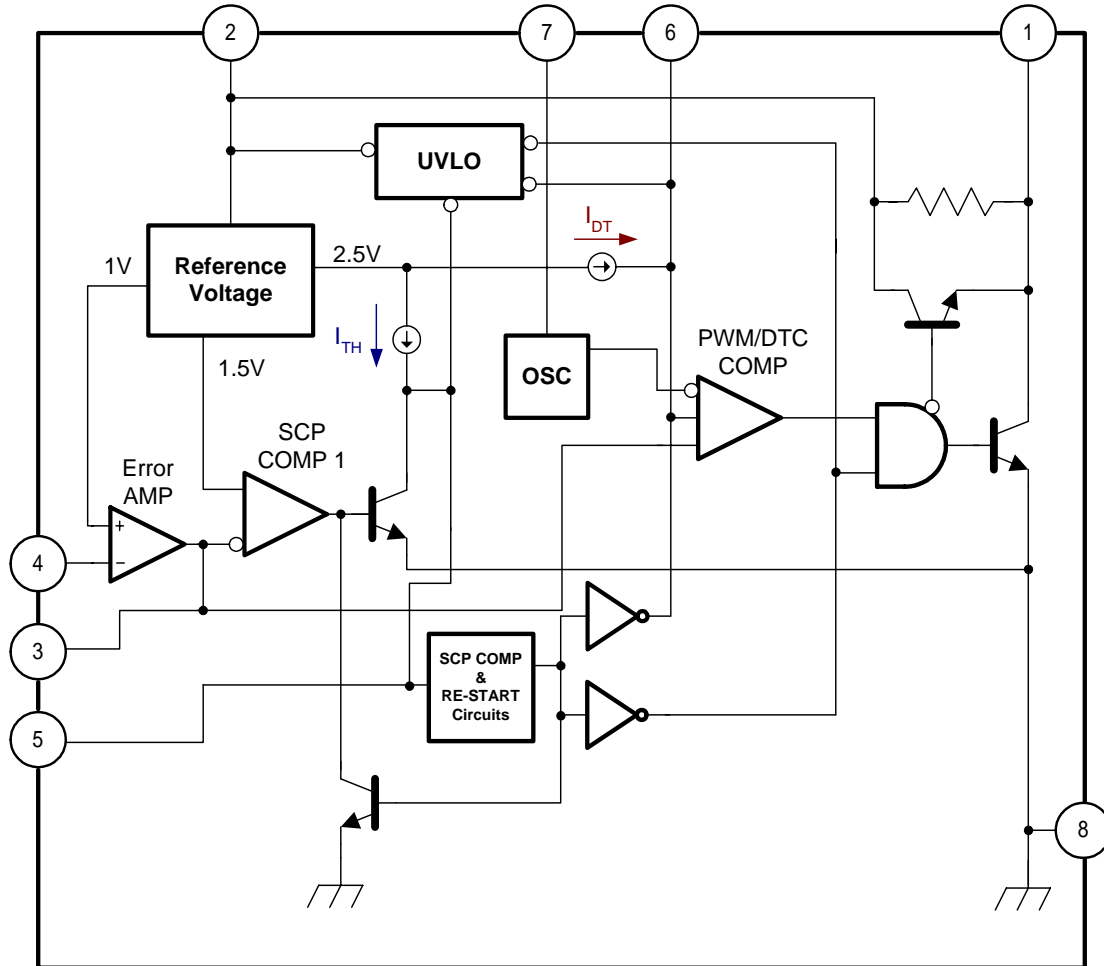 2
7
6
1
UVLO
I_DT
1V
Reference
Voltage
2.5V
I_TH
1.5V
OSC
PWM/DTC
COMP
SCP
COMP 1
Error
AMP
+
−
4
3
5
SCP COMP
&
RE-START
Circuits
8